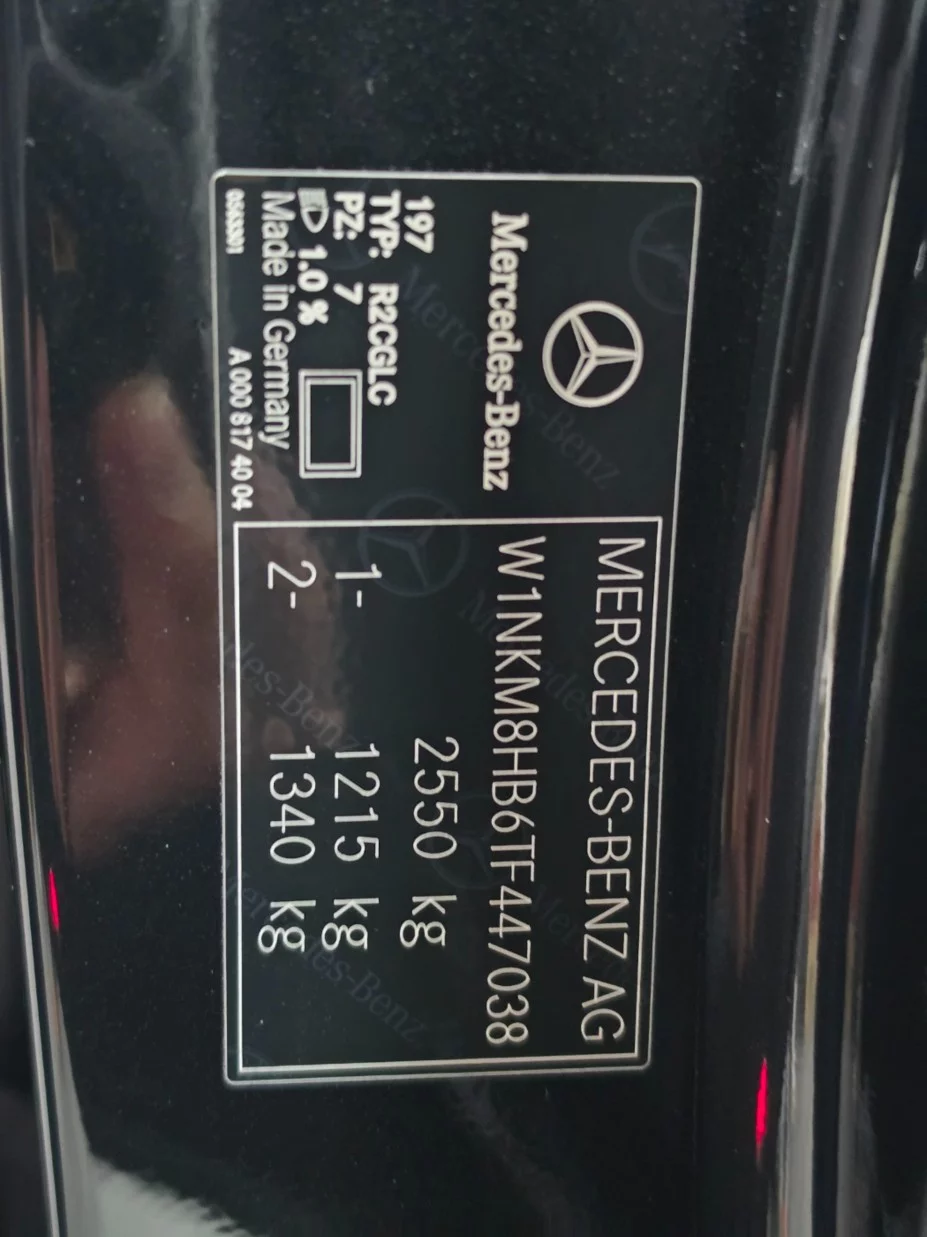 Mercedes-Benz
197
TYP: R2CGLC
PZ: 7
1.0 %
Made in Germany
A 000 817 40 04
MERCEDES-BENZ AG
W1NKM8HB6TF447038
2550 kg
1- 1215 kg
2- 1340 kg